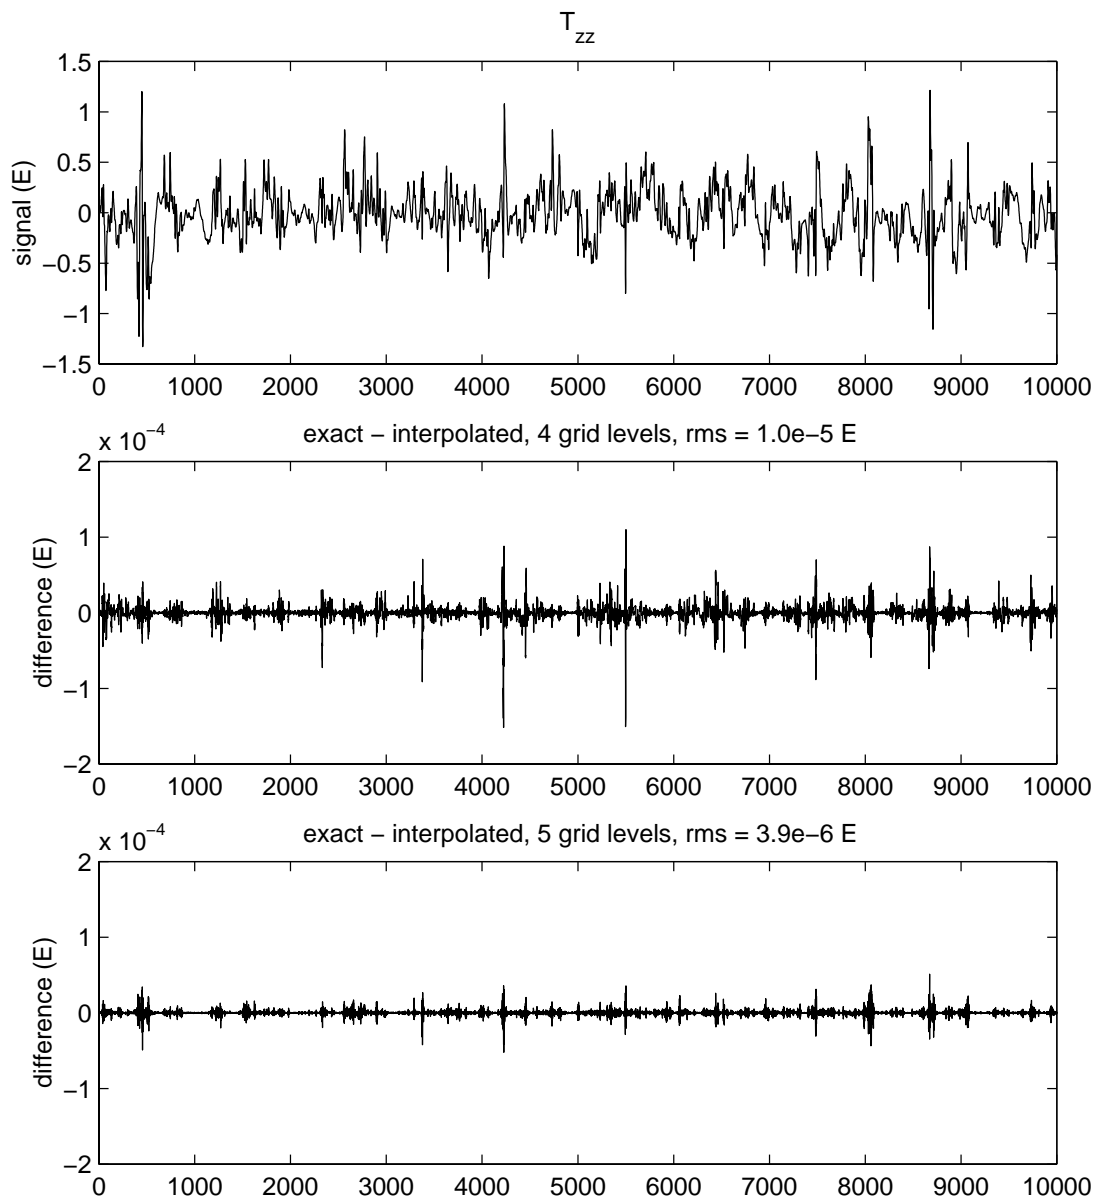 T_zz
1.5
1
0.5
0
−0.5
−1
−1.5
signal (E)
0 1000 2000 3000 4000 5000 6000 7000 8000 9000 10000
x 10^−4
exact − interpolated, 4 grid levels, rms = 1.0e−5 E
2
1
0
−1
−2
difference (E)
0 1000 2000 3000 4000 5000 6000 7000 8000 9000 10000
x 10^−4
exact − interpolated, 5 grid levels, rms = 3.9e−6 E
2
1
0
−1
−2
difference (E)
0 1000 2000 3000 4000 5000 6000 7000 8000 9000 10000